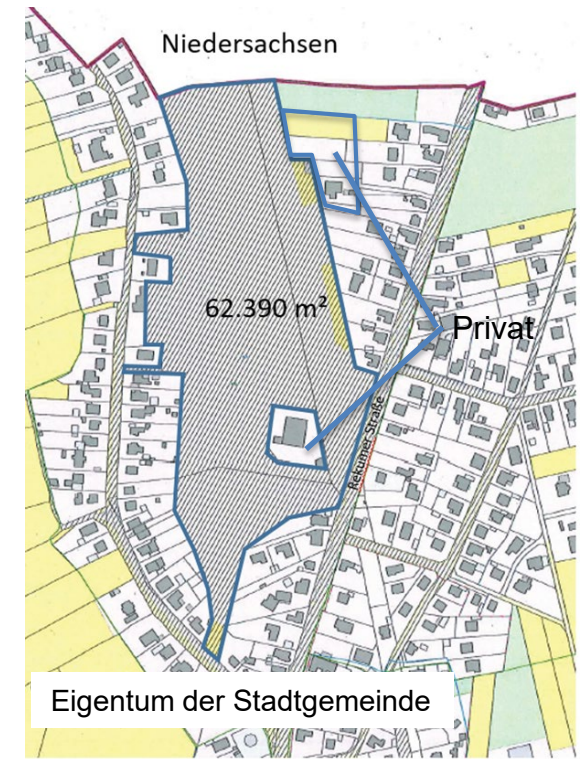 Niedersachsen
62.390 m²
Privat
Rekumer Straße
Eigentum der Stadtgemeinde